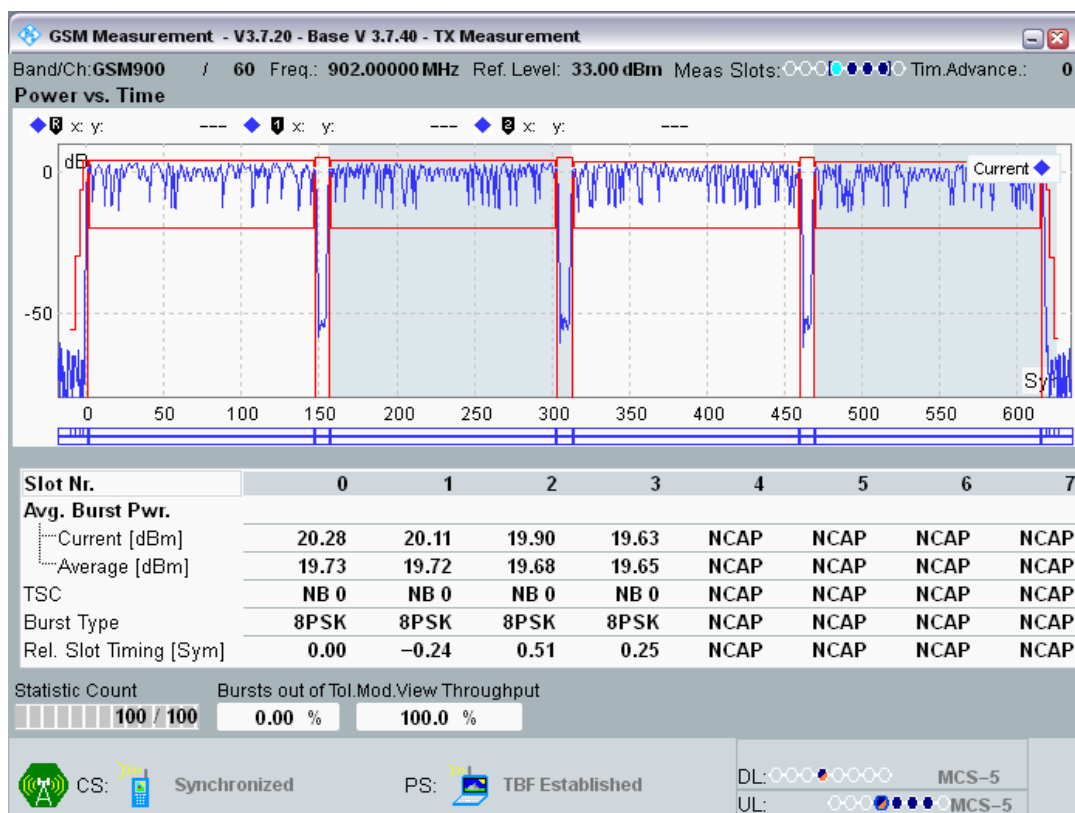 GSM Measurement - V3.7.20 - Base V 3.7.40 - TX Measurement
Band/Ch:GSM900 / 60 Freq.: 902.00000 MHz Ref. Level: 33.00 dBm Meas Slots: Tim.Advance.: 0
Power vs. Time
R x: y: --- 1 x: y: --- 2 x: y: ---
dB
Current
0
-50
Sy
0 50 100 150 200 250 300 350 400 450 500 550 600
Slot Nr. 0 1 2 3 4 5 6 7
Avg. Burst Pwr.
Current [dBm] 20.28 20.11 19.90 19.63 NCAP NCAP NCAP NCAP
Average [dBm] 19.73 19.72 19.68 19.65 NCAP NCAP NCAP NCAP
TSC NB 0 NB 0 NB 0 NB 0 NCAP NCAP NCAP NCAP
Burst Type 8PSK 8PSK 8PSK 8PSK NCAP NCAP NCAP NCAP
Rel. Slot Timing [Sym] 0.00 −0.24 0.51 0.25 NCAP NCAP NCAP NCAP
Statistic Count Bursts out of Tol.Mod.View Throughput
100 / 100 0.00 % 100.0 %
CS: Synchronized PS: TBF Established DL: MCS−5
UL: MCS−5